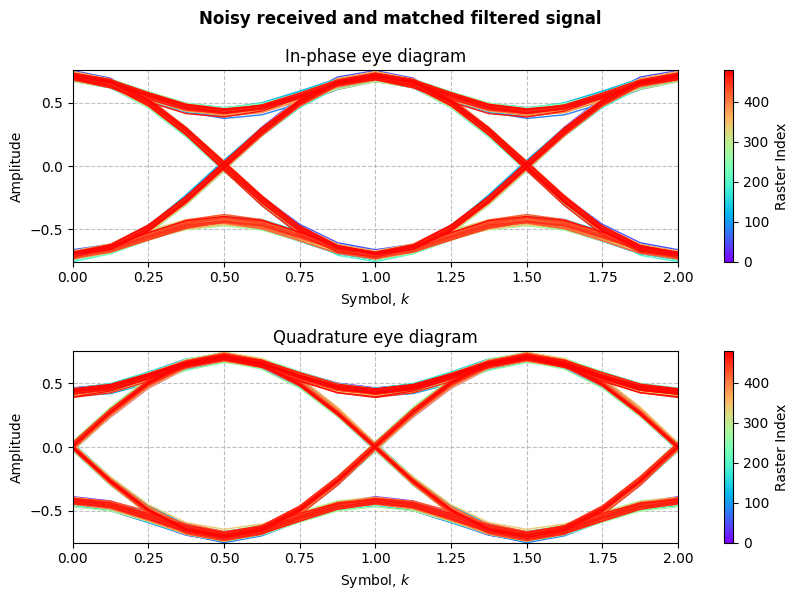 Noisy received and matched filtered signal
In-phase eye diagram
Amplitude
0.5
0.0
−0.5
0.00 0.25 0.50 0.75 1.00 1.25 1.50 1.75 2.00
Symbol, k
400
300
200
100
0
Raster Index
Quadrature eye diagram
Amplitude
0.5
0.0
−0.5
0.00 0.25 0.50 0.75 1.00 1.25 1.50 1.75 2.00
Symbol, k
400
300
200
100
0
Raster Index